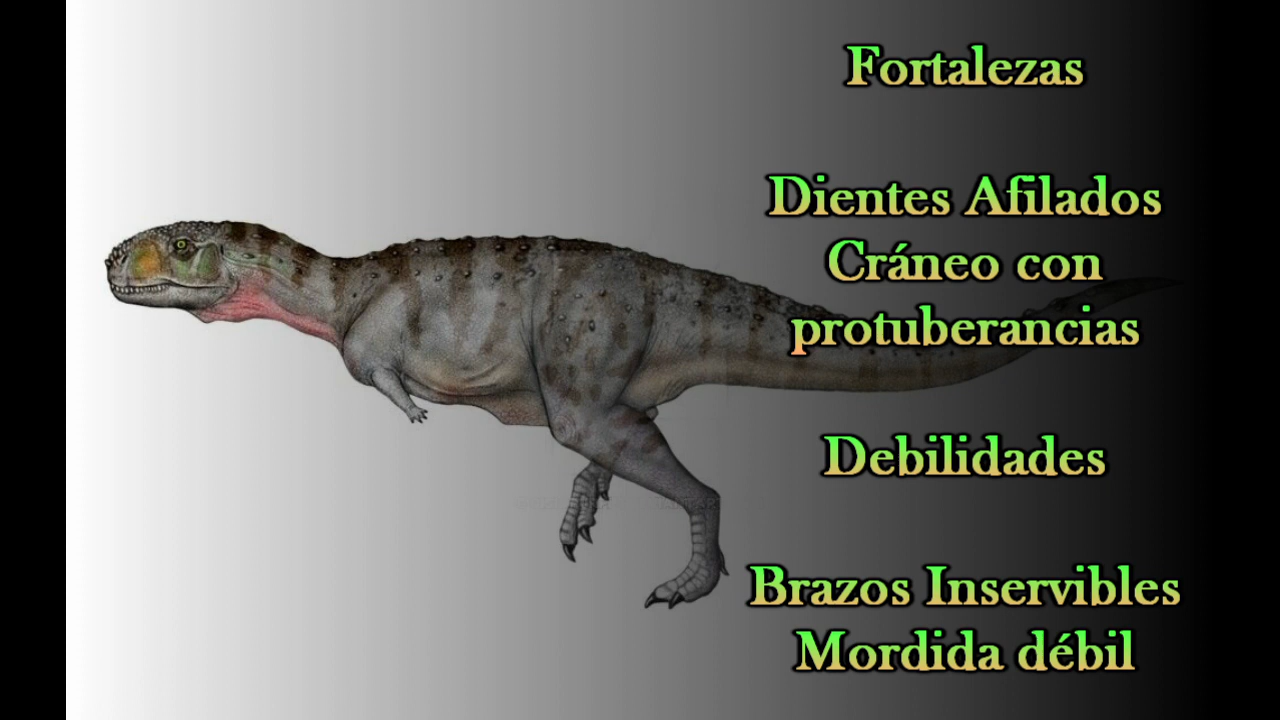 Fortalezas
Dientes Afilados
Cráneo con
protuberancias
Debilidades
Brazos Inservibles
Mordida débil